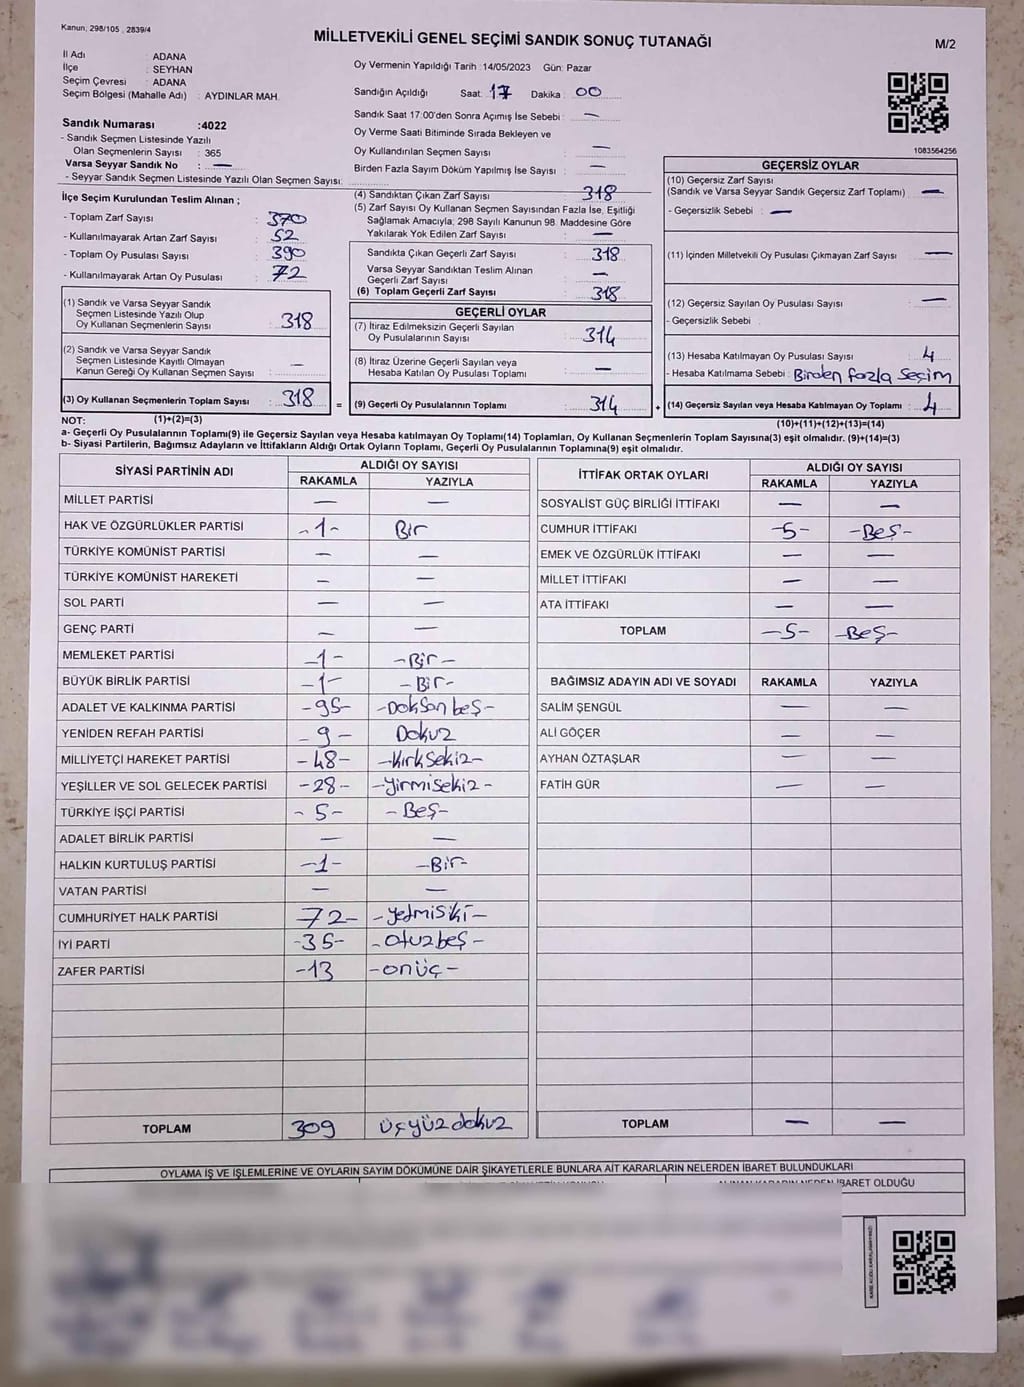 Kanun, 298/105 , 2839/4
MİLLETVEKİLİ GENEL SEÇİMİ SANDIK SONUÇ TUTANAĞI
M/2
İl Adı : ADANA
İlçe : SEYHAN
Seçim Çevresi : ADANA
Seçim Bölgesi (Mahalle Adı) : AYDINLAR MAH.
Sandık Numarası :4022
- Sandık Seçmen Listesinde Yazılı
Olan Seçmenlerin Sayısı : 365
Varsa Seyyar Sandık No : —
- Seyyar Sandık Seçmen Listesinde Yazılı Olan Seçmen Sayısı:
Oy Vermenin Yapıldığı Tarih :14/05/2023 Gün: Pazar
Sandığın Açıldığı Saat: 17 Dakika: 00
Sandık Saat 17:00'den Sonra Açımış İse Sebebi : —
Oy Verme Saati Bitiminde Sırada Bekleyen ve
Oy Kullandırılan Seçmen Sayısı : —
Birden Fazla Sayım Döküm Yapılmış İse Sayısı : —
1083564256
İlçe Seçim Kurulundan Teslim Alınan ;
- Toplam Zarf Sayısı : 370
- Kullanılmayarak Artan Zarf Sayısı : 52
- Toplam Oy Pusulası Sayısı : 390
- Kullanılmayarak Artan Oy Pusulası : 72
(1) Sandık ve Varsa Seyyar Sandık
Seçmen Listesinde Yazılı Olup
Oy Kullanan Seçmenlerin Sayısı : 318
(2) Sandık ve Varsa Seyyar Sandık
Seçmen Listesinde Kayıtlı Olmayan
Kanun Gereği Oy Kullanan Seçmen Sayısı : —
(3) Oy Kullanan Seçmenlerin Toplam Sayısı : 318 =
(1)+(2)=(3)
(4) Sandıktan Çıkan Zarf Sayısı : 318
(5) Zarf Sayısı Oy Kullanan Seçmen Sayısından Fazla İse, Eşitliği
Sağlamak Amacıyla; 298 Sayılı Kanunun 98. Maddesine Göre
Yakılarak Yok Edilen Zarf Sayısı : —
Sandıkta Çıkan Geçerli Zarf Sayısı : 318
Varsa Seyyar Sandıktan Teslim Alınan
Geçerli Zarf Sayısı : —
(6) Toplam Geçerli Zarf Sayısı : 318
GEÇERLİ OYLAR
(7) İtiraz Edilmeksizin Geçerli Sayılan
Oy Pusulalarının Sayısı : 314
(8) İtiraz Üzerine Geçerli Sayılan veya
Hesaba Katılan Oy Pusulası Toplamı : —
(9) Geçerli Oy Pusulalarının Toplamı : 314 +
GEÇERSİZ OYLAR
(10) Geçersiz Zarf Sayısı
(Sandık ve Varsa Seyyar Sandık Geçersiz Zarf Toplamı) : —
- Geçersizlik Sebebi : —
(11) İçinden Milletvekili Oy Pusulası Çıkmayan Zarf Sayısı : —
(12) Geçersiz Sayılan Oy Pusulası Sayısı : —
- Geçersizlik Sebebi :
(13) Hesaba Katılmayan Oy Pusulası Sayısı : 4
- Hesaba Katılmama Sebebi : Birden fazla Seçim
(14) Geçersiz Sayılan veya Hesaba Katılmayan Oy Toplamı : 4
(10)+(11)+(12)+(13)=(14)
NOT:
a- Geçerli Oy Pusulalarının Toplamı(9) ile Geçersiz Sayılan veya Hesaba katılmayan Oy Toplamı(14) Toplamları, Oy Kullanan Seçmenlerin Toplam Sayısına(3) eşit olmalıdır. (9)+(14)=(3)
b- Siyasi Partilerin, Bağımsız Adayların ve İttifakların Aldığı Ortak Oyların Toplamı, Geçerli Oy Pusulalarının Toplamına(9) eşit olmalıdır.
SİYASİ PARTİNİN ADI ALDIĞI OY SAYISI
RAKAMLA YAZIYLA
MİLLET PARTİSİ — —
HAK VE ÖZGÜRLÜKLER PARTİSİ -1- Bir
TÜRKİYE KOMÜNİST PARTİSİ — —
TÜRKİYE KOMÜNİST HAREKETİ — —
SOL PARTİ — —
GENÇ PARTİ — —
MEMLEKET PARTİSİ -1- -Bir-
BÜYÜK BİRLİK PARTİSİ -1- -Bir-
ADALET VE KALKINMA PARTİSİ -95- -Doksan beş-
YENİDEN REFAH PARTİSİ -9- Dokuz
MİLLİYETÇİ HAREKET PARTİSİ -48- -Kırksekiz-
YEŞİLLER VE SOL GELECEK PARTİSİ -28- -Yirmisekiz-
TÜRKİYE İŞÇİ PARTİSİ -5- -Beş-
ADALET BİRLİK PARTİSİ — —
HALKIN KURTULUŞ PARTİSİ -1- -Bir-
VATAN PARTİSİ — —
CUMHURİYET HALK PARTİSİ -72- -yetmisiki-
İYİ PARTİ -35- -otuzbeş-
ZAFER PARTİSİ -13 -onüç-
TOPLAM 309 üçyüz dokuz
İTTİFAK ORTAK OYLARI ALDIĞI OY SAYISI
RAKAMLA YAZIYLA
SOSYALİST GÜÇ BİRLİĞİ İTTİFAKI — —
CUMHUR İTTİFAKI -5- -Beş-
EMEK VE ÖZGÜRLÜK İTTİFAKI — —
MİLLET İTTİFAKI — —
ATA İTTİFAKI — —
TOPLAM -5- -Beş-
BAĞIMSIZ ADAYIN ADI VE SOYADI RAKAMLA YAZIYLA
SALİM ŞENGÜL — —
ALİ GÖÇER — —
AYHAN ÖZTAŞLAR — —
FATİH GÜR — —
TOPLAM — —
OYLAMA İŞ VE İŞLEMLERİNE VE OYLARIN SAYIM DÖKÜMÜNE DAİR ŞİKAYETLERLE BUNLARA AİT KARARLARIN NELERDEN İBARET BULUNDUKLARI
İBARET OLDUĞU